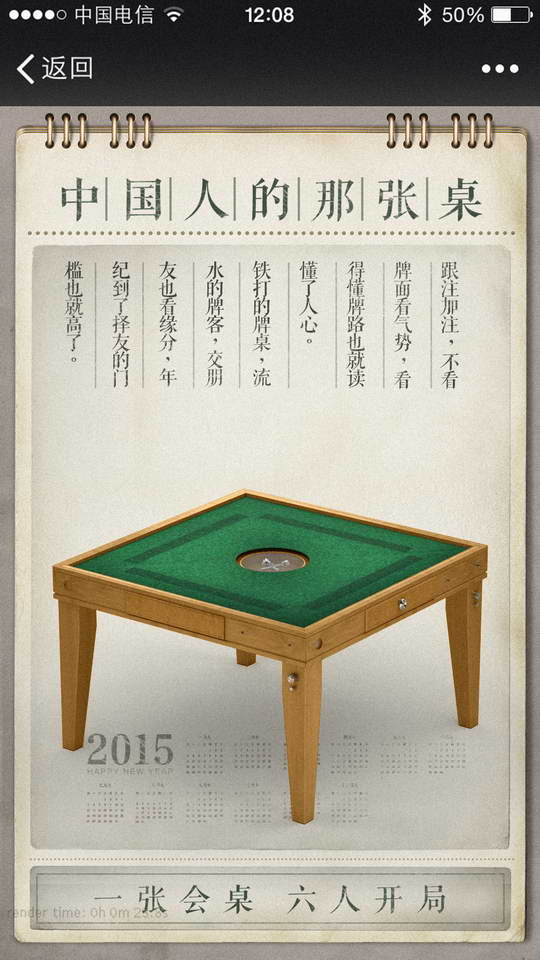 中国电信 12:08 50%
返回
中国人的那张桌
跟注加注，不看
牌面看气势，看
得懂牌路也就读
懂了人心。
铁打的牌桌，流
水的牌客，交朋
友也看缘分，年
纪到了择友的门
槛也就高了。
2015
HAPPY NEW YEAR
一张会桌 六人开局
render time: 0h 0m